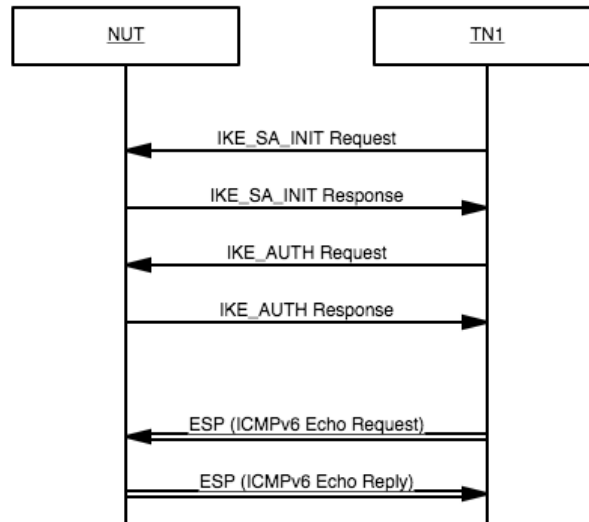 NUT
TN1
IKE_SA_INIT Request
IKE_SA_INIT Response
IKE_AUTH Request
IKE_AUTH Response
ESP (ICMPv6 Echo Request)
ESP (ICMPv6 Echo Reply)